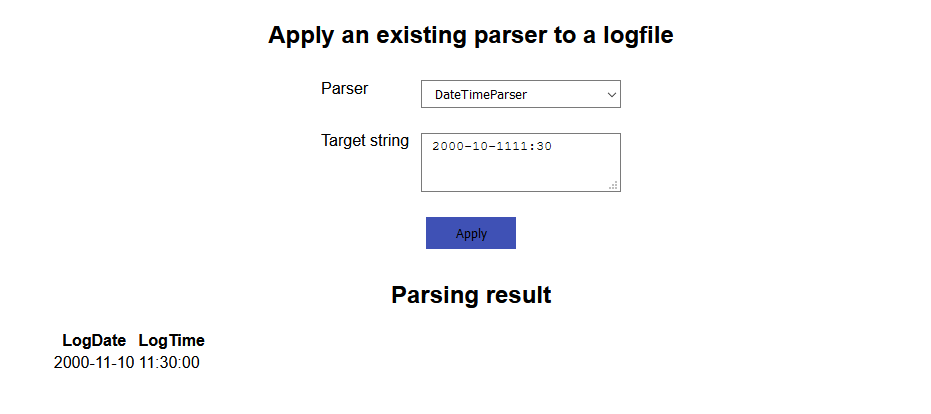 Apply an existing parser to a logfile
Parser DateTimeParser
Target string 2000-10-1111:30
Apply
Parsing result
LogDate LogTime
2000-11-10 11:30:00